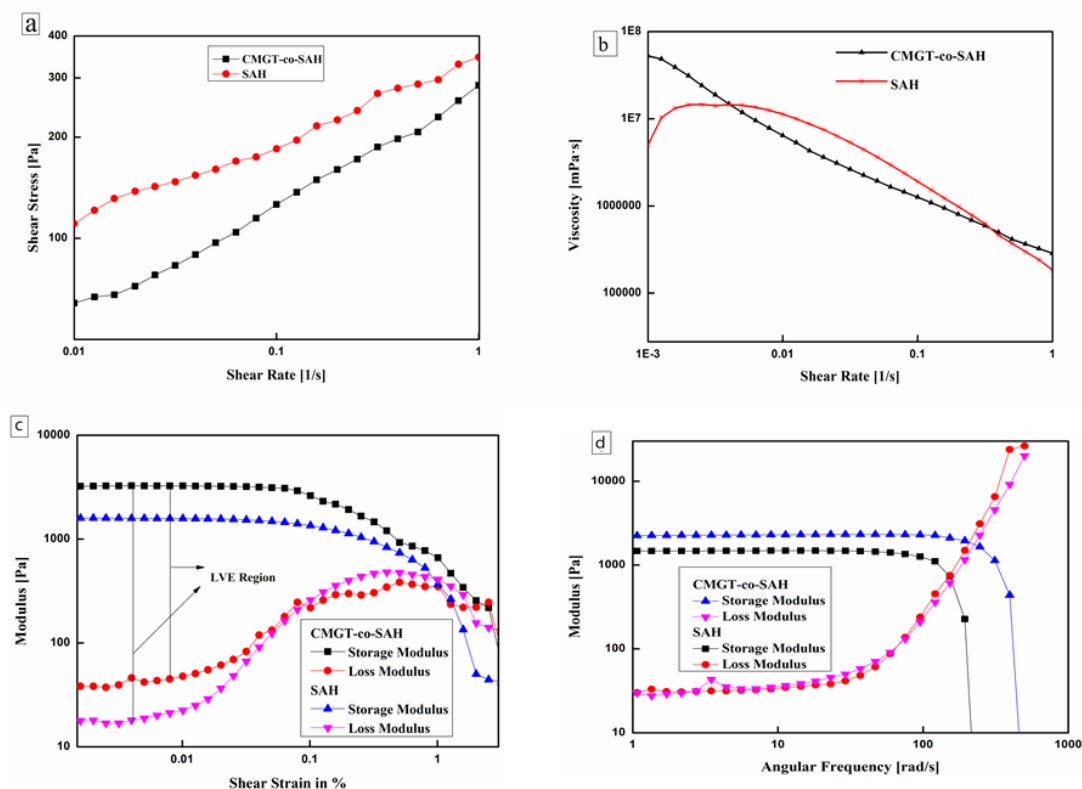 a
400
300
200
100
Shear Stress [Pa]
CMGT-co-SAH
SAH
0.01
0.1
1
Shear Rate [1/s]
b
1E8
1E7
1000000
100000
Viscosity [mPa·s]
CMGT-co-SAH
SAH
1E-3
0.01
0.1
1
Shear Rate [1/s]
c
10000
1000
100
10
Modulus [Pa]
LVE Region
CMGT-co-SAH
Storage Modulus
Loss Modulus
SAH
Storage Modulus
Loss Modulus
0.01
0.1
1
Shear Strain in %
d
10000
1000
100
10
Modulus [Pa]
CMGT-co-SAH
Storage Modulus
Loss Modulus
SAH
Storage Modulus
Loss Modulus
1
10
100
1000
Angular Frequency [rad/s]